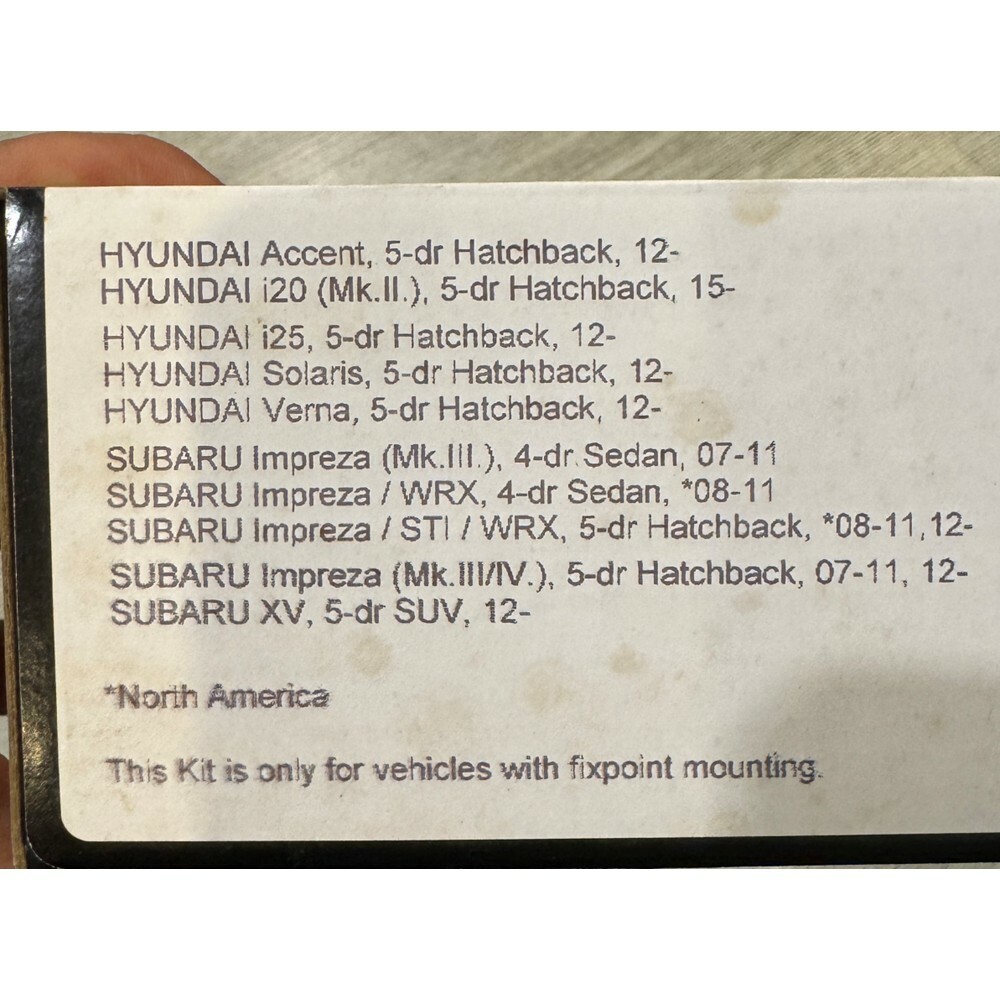 HYUNDAI Accent, 5-dr Hatchback, 12-
HYUNDAI i20 (Mk.II.), 5-dr Hatchback, 15-
HYUNDAI i25, 5-dr Hatchback, 12-
HYUNDAI Solaris, 5-dr Hatchback, 12-
HYUNDAI Verna, 5-dr Hatchback, 12-
SUBARU Impreza (Mk.III.), 4-dr Sedan, 07-11
SUBARU Impreza / WRX, 4-dr Sedan, *08-11
SUBARU Impreza / STI / WRX, 5-dr Hatchback, *08-11,12-
SUBARU Impreza (Mk.III/IV.), 5-dr Hatchback, 07-11, 12-
SUBARU XV, 5-dr SUV, 12-
*North America
This Kit is only for vehicles with fixpoint mounting.